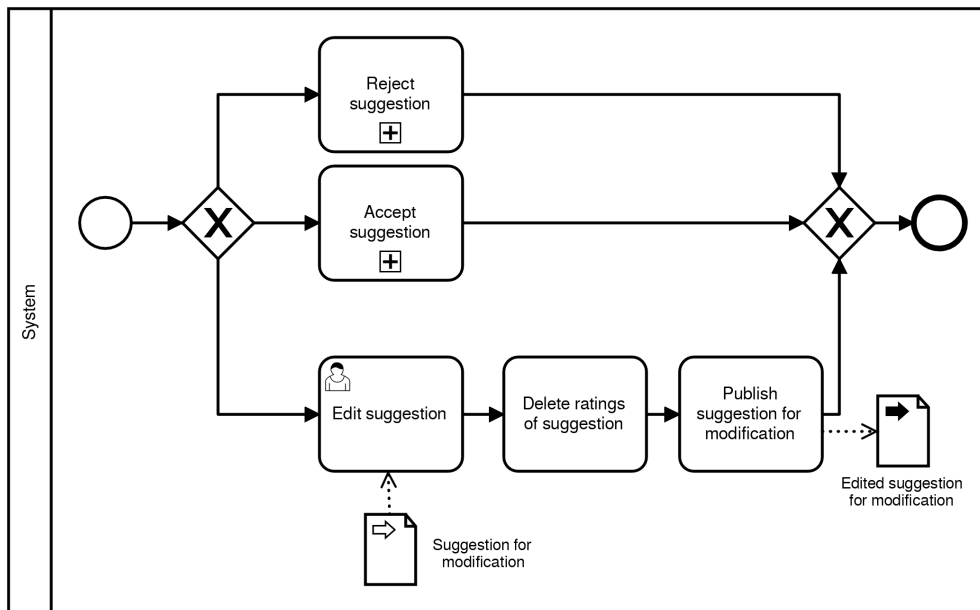 System
Reject
suggestion
Accept
suggestion
Edit suggestion
Delete ratings
of suggestion
Publish
suggestion for
modification
Edited suggestion
for modification
Suggestion for
modification